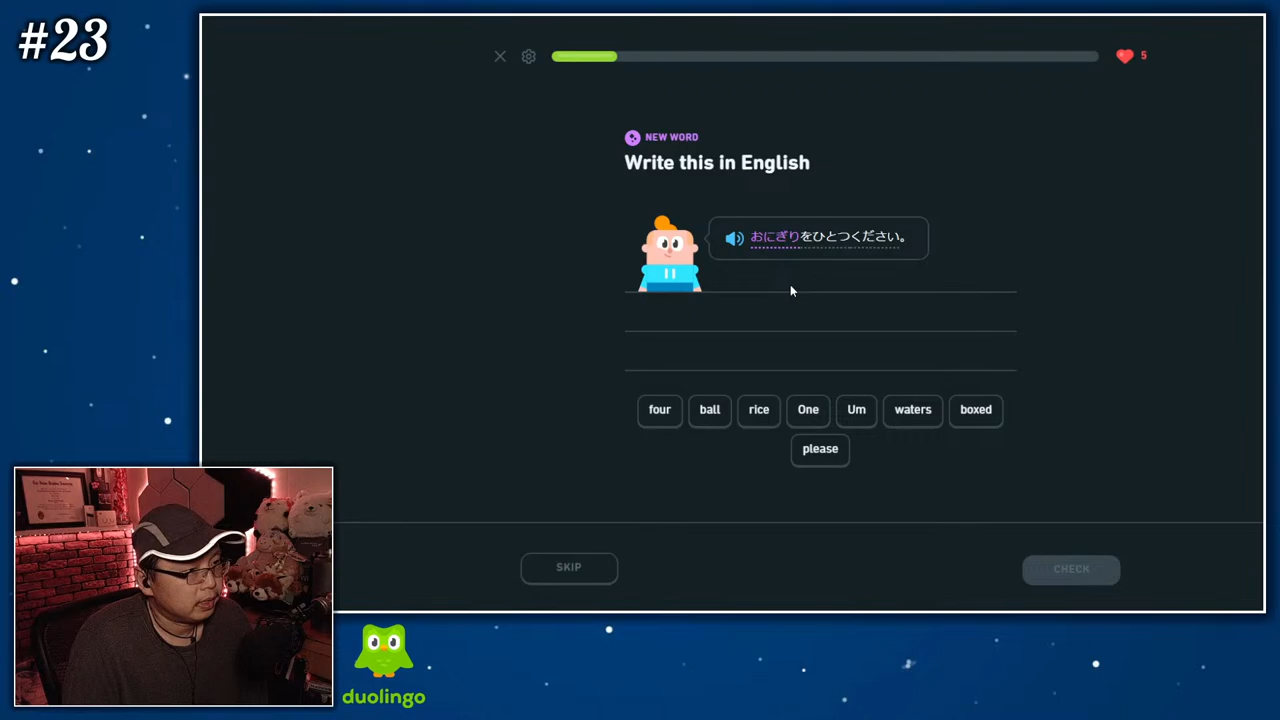 #23
5
NEW WORD
Write this in English
おにぎりをひとつください。
four ball rice One Um waters boxed
please
SKIP
CHECK
duolingo